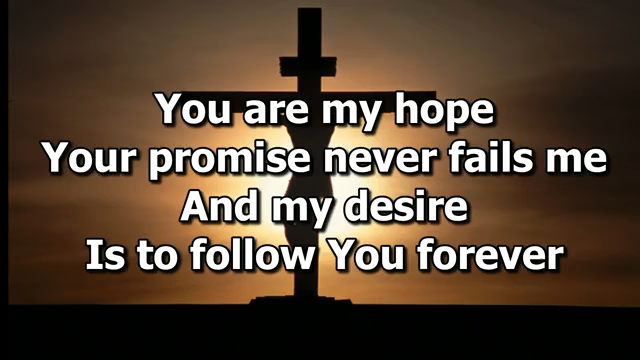 You are my hope
Your promise never fails me
And my desire
Is to follow You forever